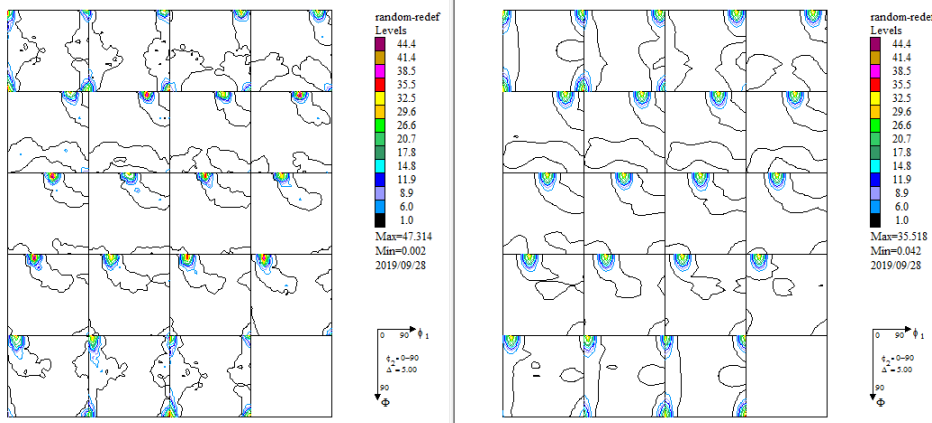 random-redef
Levels
44.4
41.4
38.5
35.5
32.5
29.6
26.6
20.7
17.8
14.8
11.9
8.9
6.0
1.0
Max=47.314
Min=0.002
2019/09/28
0 90 ϕ1
ϕ2= 0-90
Δ = 5.00
90
Φ
random-redef
Levels
44.4
41.4
38.5
35.5
32.5
29.6
26.6
20.7
17.8
14.8
11.9
8.9
6.0
1.0
Max=35.518
Min=0.042
2019/09/28
0 90 ϕ1
ϕ2= 0-90
Δ = 5.00
90
Φ